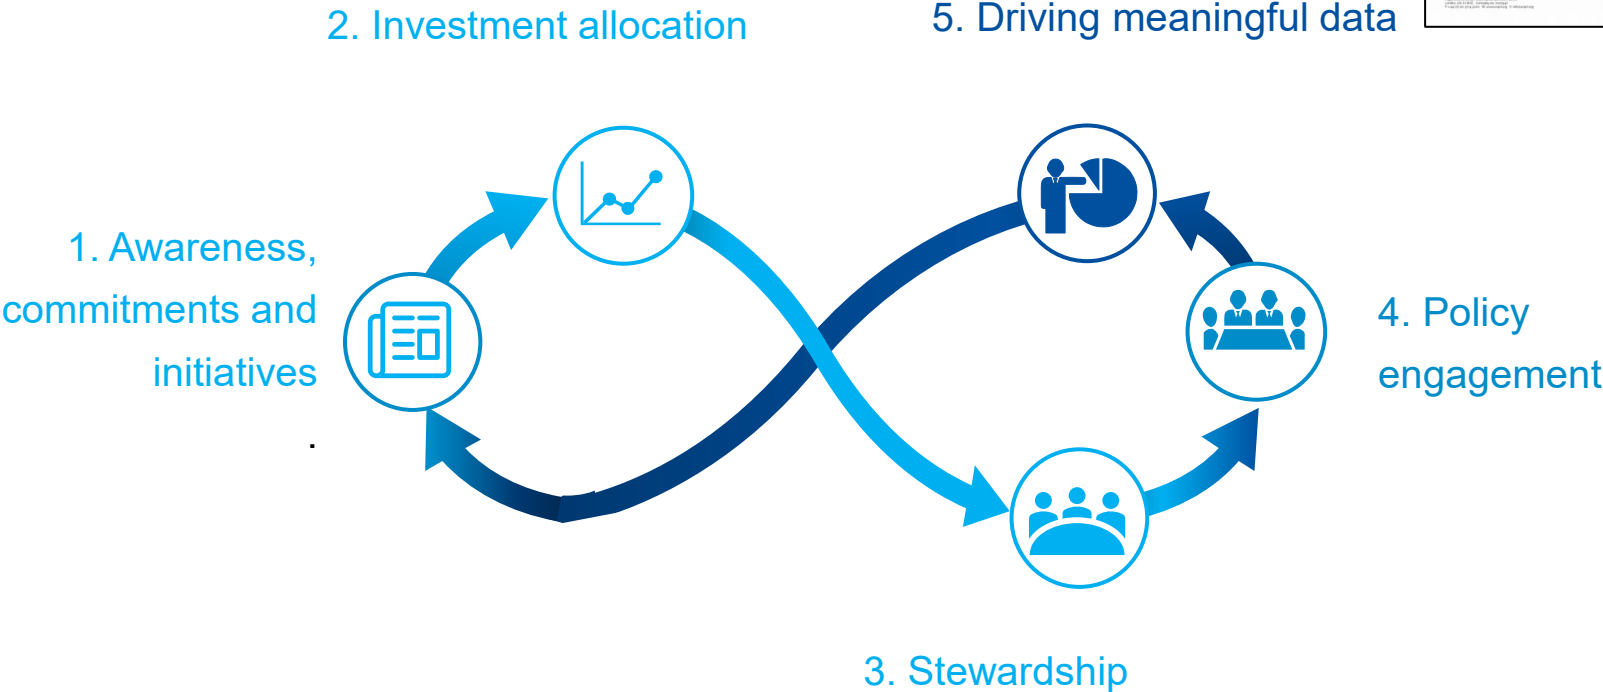 2. Investment allocation
5. Driving meaningful data
1. Awareness,
commitments and
initiatives
.
4. Policy
engagement
3. Stewardship